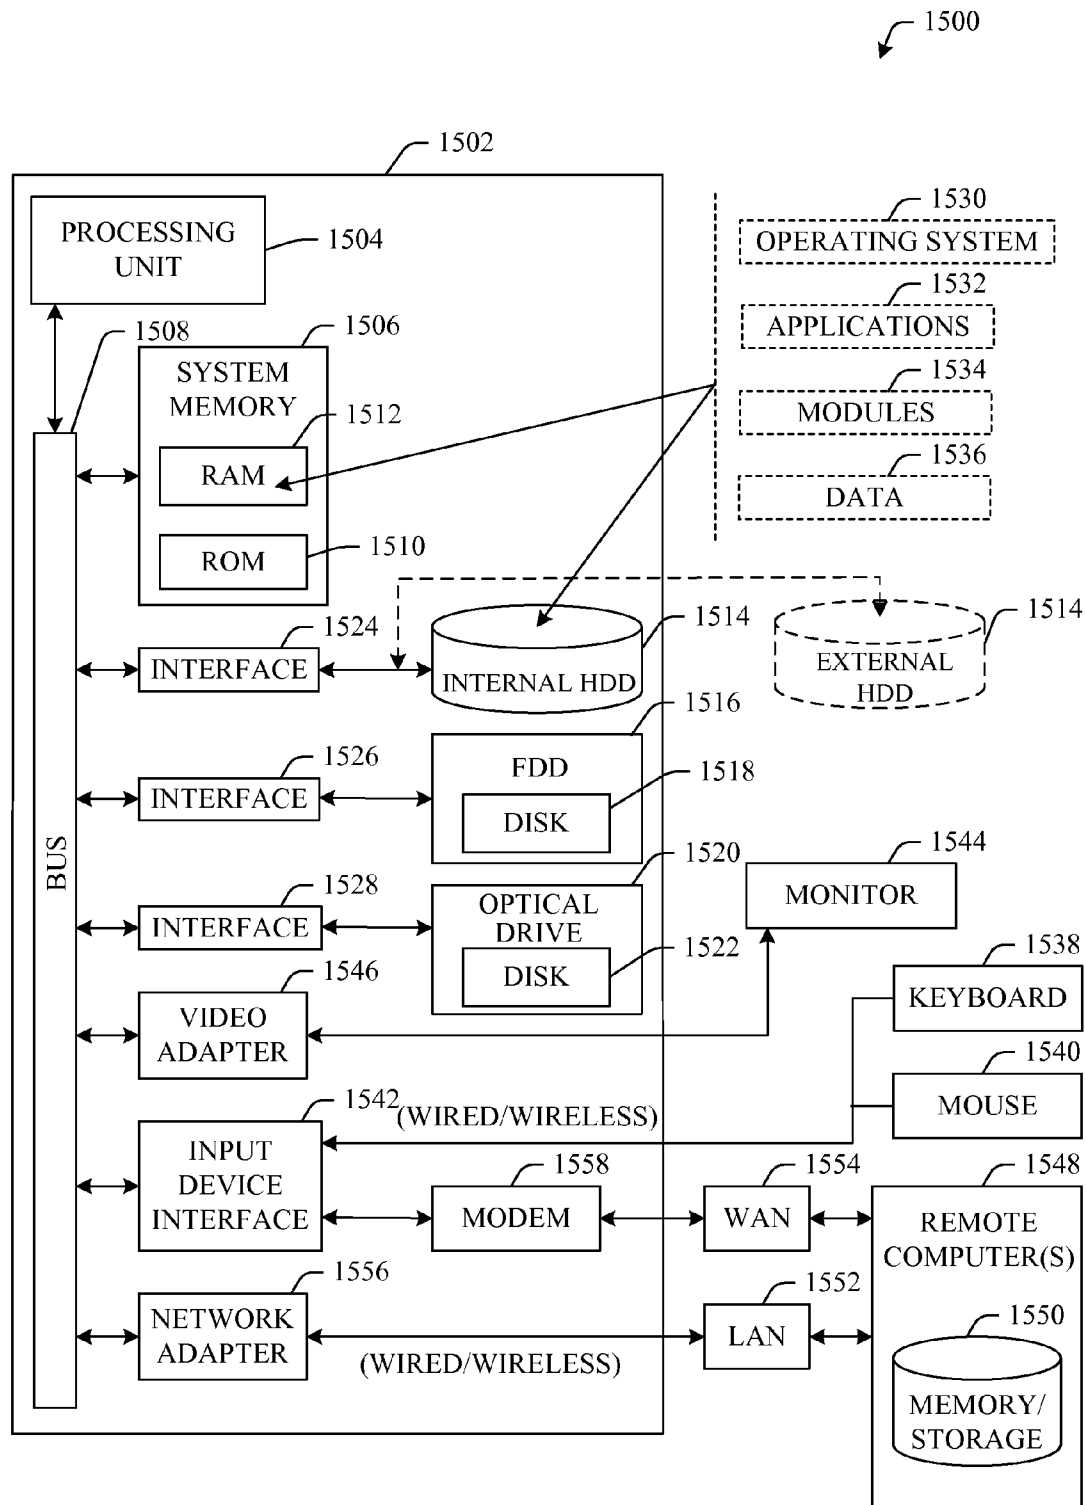 1500
1502
PROCESSING
UNIT
1504
1530
OPERATING SYSTEM
1508
1506
1532
APPLICATIONS
SYSTEM
MEMORY
1534
MODULES
1512
RAM
1536
DATA
1510
ROM
1524
INTERFACE
1514
INTERNAL HDD
1514
EXTERNAL
HDD
1516
FDD
1526
INTERFACE
1518
DISK
BUS
1520
OPTICAL
DRIVE
1544
MONITOR
1528
INTERFACE
1522
DISK
1546
VIDEO
ADAPTER
1538
KEYBOARD
1540
MOUSE
1542
(WIRED/WIRELESS)
INPUT
DEVICE
INTERFACE
1558
MODEM
1554
WAN
1548
REMOTE
COMPUTER(S)
1556
NETWORK
ADAPTER
(WIRED/WIRELESS)
1552
LAN
1550
MEMORY/
STORAGE